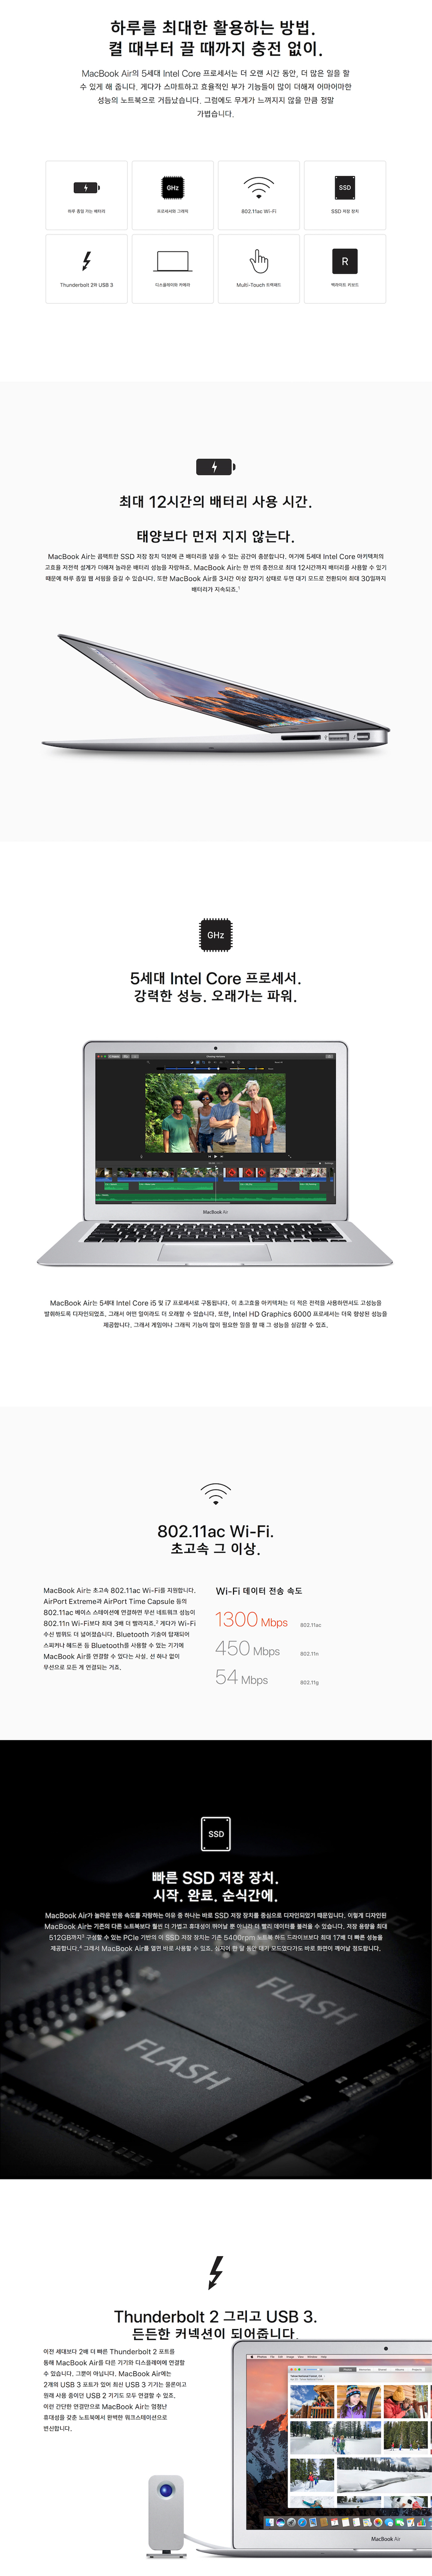 하루를 최대한 활용하는 방법.
켤 때부터 끌 때까지 충전 없이.
MacBook Air의 5세대 Intel Core 프로세서는 더 오랜 시간 동안, 더 많은 일을 할
수 있게 해 줍니다. 게다가 스마트하고 효율적인 부가 기능들이 많이 더해져 어마어마한
성능의 노트북으로 거듭났습니다. 그럼에도 무게가 느껴지지 않을 만큼 정말
가볍습니다.
GHz
SSD
하루 종일 가는 배터리
프로세서와 그래픽
802.11ac Wi-Fi
SSD 저장 장치
R
Thunderbolt 2와 USB 3
디스플레이와 카메라
Multi-Touch 트랙패드
백라이트 키보드
최대 12시간의 배터리 사용 시간.
태양보다 먼저 지지 않는다.
MacBook Air는 콤팩트한 SSD 저장 장치 덕분에 큰 배터리를 넣을 수 있는 공간이 충분합니다. 여기에 5세대 Intel Core 아키텍처의
고효율 저전력 설계가 더해져 놀라운 배터리 성능을 자랑하죠. MacBook Air는 한 번의 충전으로 최대 12시간까지 배터리를 사용할 수 있기
때문에 하루 종일 웹 서핑을 즐길 수 있습니다. 또한 MacBook Air를 3시간 이상 잠자기 상태로 두면 대기 모드로 전환되어 최대 30일까지
배터리가 지속되죠.1
GHz
5세대 Intel Core 프로세서.
강력한 성능. 오래가는 파워.
MacBook Air
MacBook Air는 5세대 Intel Core i5 및 i7 프로세서로 구동됩니다. 이 초고효율 아키텍처는 더 적은 전력을 사용하면서도 고성능을
발휘하도록 디자인되었죠. 그래서 어떤 일이라도 더 오래할 수 있습니다. 또한, Intel HD Graphics 6000 프로세서는 더욱 향상된 성능을
제공합니다. 그래서 게임이나 그래픽 기능이 많이 필요한 일을 할 때 그 성능을 실감할 수 있죠.
802.11ac Wi-Fi.
초고속 그 이상.
MacBook Air는 초고속 802.11ac Wi-Fi를 지원합니다.
AirPort Extreme과 AirPort Time Capsule 등의
802.11ac 베이스 스테이션에 연결하면 무선 네트워크 성능이
802.11n Wi-Fi보다 최대 3배 더 빨라지죠.2 게다가 Wi-Fi
수신 범위도 더 넓어졌습니다. Bluetooth 기술이 탑재되어
스피커나 헤드폰 등 Bluetooth를 사용할 수 있는 기기에
MacBook Air를 연결할 수 있다는 사실. 선 하나 없이
무선으로 모든 게 연결되는 거죠.
Wi-Fi 데이터 전송 속도
1300 Mbps 802.11ac
450 Mbps 802.11n
54 Mbps 802.11g
SSD
빠른 SSD 저장 장치.
시작. 완료. 순식간에.
MacBook Air가 놀라운 반응 속도를 자랑하는 이유 중 하나는 바로 SSD 저장 장치를 중심으로 디자인되었기 때문입니다. 이렇게 디자인된
MacBook Air는 기존의 다른 노트북보다 훨씬 더 가볍고 휴대성이 뛰어날 뿐 아니라 더 빨리 데이터를 불러올 수 있습니다. 저장 용량을 최대
512GB까지3 구성할 수 있는 PCIe 기반의 이 SSD 저장 장치는 기존 5400rpm 노트북 하드 드라이브보다 최대 17배 더 빠른 성능을
제공합니다.4 그래서 MacBook Air를 열면 바로 사용할 수 있죠. 심지어 한 달 동안 대기 모드였다가도 바로 화면이 깨어날 정도랍니다.
FLASH
FLASH
Thunderbolt 2 그리고 USB 3.
든든한 커넥션이 되어줍니다.
이전 세대보다 2배 더 빠른 Thunderbolt 2 포트를
통해 MacBook Air를 다른 기기와 디스플레이에 연결할
수 있습니다. 그뿐이 아닙니다. MacBook Air에는
2개의 USB 3 포트가 있어 최신 USB 3 기기는 물론이고
원래 사용 중이던 USB 2 기기도 모두 연결할 수 있죠.
이런 간단한 연결만으로 MacBook Air는 엄청난
휴대성을 갖춘 노트북에서 완벽한 워크스테이션으로
변신합니다.
MacBook Air